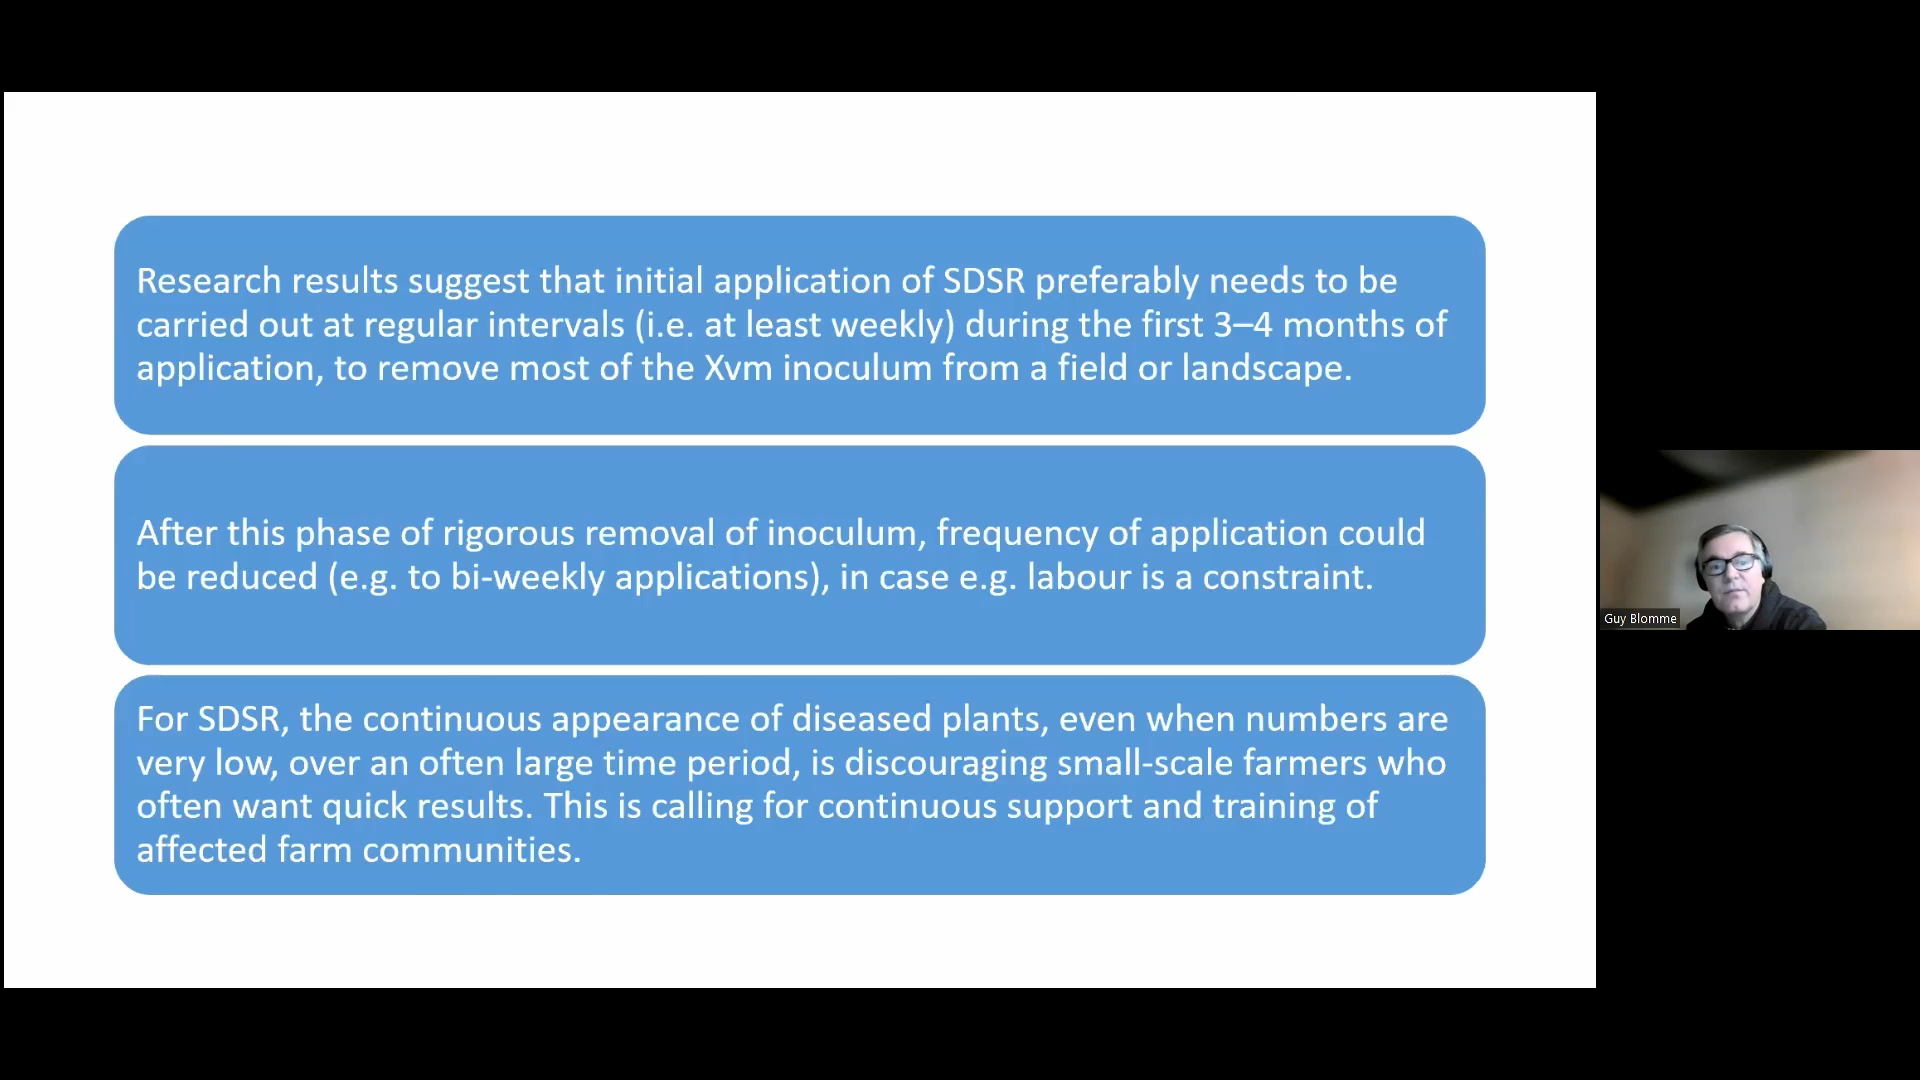 Research results suggest that initial application of SDSR preferably needs to be
carried out at regular intervals (i.e. at least weekly) during the first 3–4 months of
application, to remove most of the Xvm inoculum from a field or landscape.
After this phase of rigorous removal of inoculum, frequency of application could
be reduced (e.g. to bi-weekly applications), in case e.g. labour is a constraint.
For SDSR, the continuous appearance of diseased plants, even when numbers are
very low, over an often large time period, is discouraging small-scale farmers who
often want quick results. This is calling for continuous support and training of
affected farm communities.
Guy Blomme